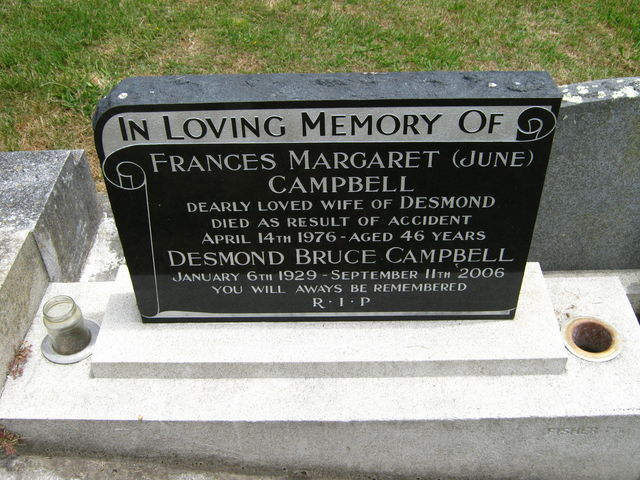 IN LOVING MEMORY OF
FRANCES MARGARET (JUNE)
CAMPBELL
DEARLY LOVED WIFE OF DESMOND
DIED AS RESULT OF ACCIDENT
APRIL 14TH 1976 - AGED 46 YEARS
DESMOND BRUCE CAMPBELL
JANUARY 6TH 1929 - SEPTEMBER 11TH 2006
YOU WILL AWAYS BE REMEMBERED
R·I·P
FISHER